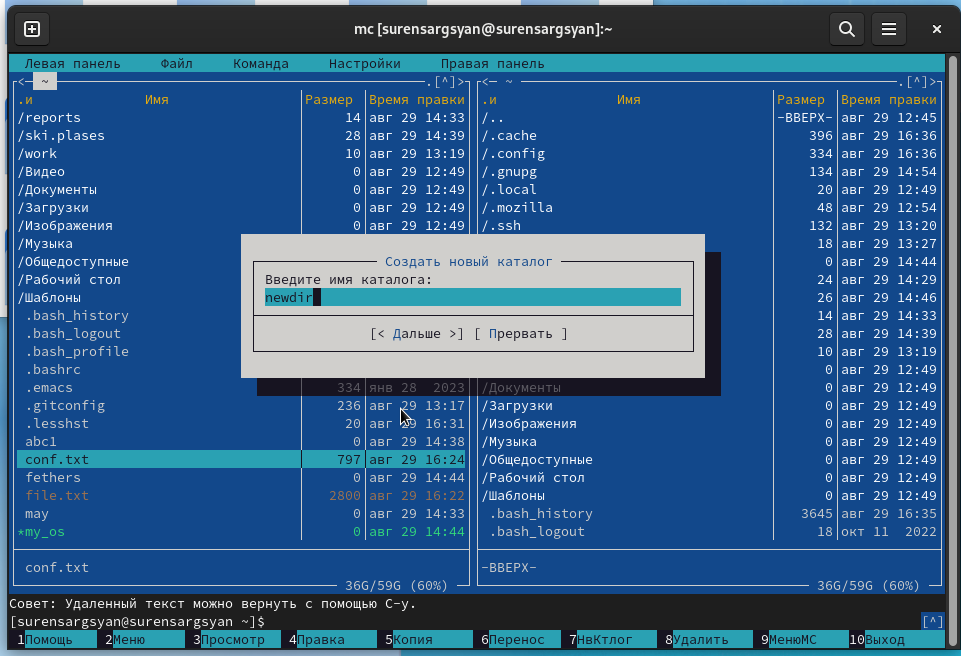 mc [surensargsyan@surensargsyan]:~
Левая панель Файл Команда Настройки Правая панель
<─ ~ .[^]> <─ ~ .[^]>
.и Имя Размер Время правки .и Имя Размер Время правки
/reports 14 авг 29 14:33 /.. -ВВЕРХ- авг 29 12:45
/ski.plases 28 авг 29 14:39 /.cache 396 авг 29 16:36
/work 10 авг 29 13:19 /.config 334 авг 29 16:36
/Видео 0 авг 29 12:49 /.gnupg 134 авг 29 14:54
/Документы 0 авг 29 12:49 /.local 20 авг 29 12:49
/Загрузки 0 авг 29 12:49 /.mozilla 48 авг 29 12:54
/Изображения 0 авг 29 12:49 /.ssh 132 авг 29 13:20
/Музыка 18 авг 29 13:27
/Общедоступные Создать новый каталог 0 авг 29 14:44
/Рабочий стол Введите имя каталога: 24 авг 29 14:29
/Шаблоны newdir 26 авг 29 14:46
.bash_history 14 авг 29 14:33
.bash_logout [< Дальше >] [ Прервать ] 28 авг 29 14:39
.bash_profile 10 авг 29 13:19
.bashrc 0 авг 29 12:49
.emacs 334 янв 28 2023 /Документы 0 авг 29 12:49
.gitconfig 236 авг 29 13:17 /Загрузки 0 авг 29 12:49
.lesshst 20 авг 29 16:31 /Изображения 0 авг 29 12:49
abc1 0 авг 29 14:38 /Музыка 0 авг 29 12:49
conf.txt 797 авг 29 16:24 /Общедоступные 0 авг 29 12:49
fethers 0 авг 29 14:44 /Рабочий стол 0 авг 29 12:49
file.txt 2800 авг 29 16:22 /Шаблоны 0 авг 29 12:49
may 0 авг 29 14:33 .bash_history 3645 авг 29 16:35
*my_os 0 авг 29 14:44 .bash_logout 18 окт 11 2022
conf.txt -ВВЕРХ-
36G/59G (60%) 36G/59G (60%)
Совет: Удаленный текст можно вернуть с помощью C-y.
[surensargsyan@surensargsyan ~]$ [^]
1Помощь 2Меню 3Просмотр 4Правка 5Копия 6Перенос 7НвКтлог 8Удалить 9МенюМС 10Выход